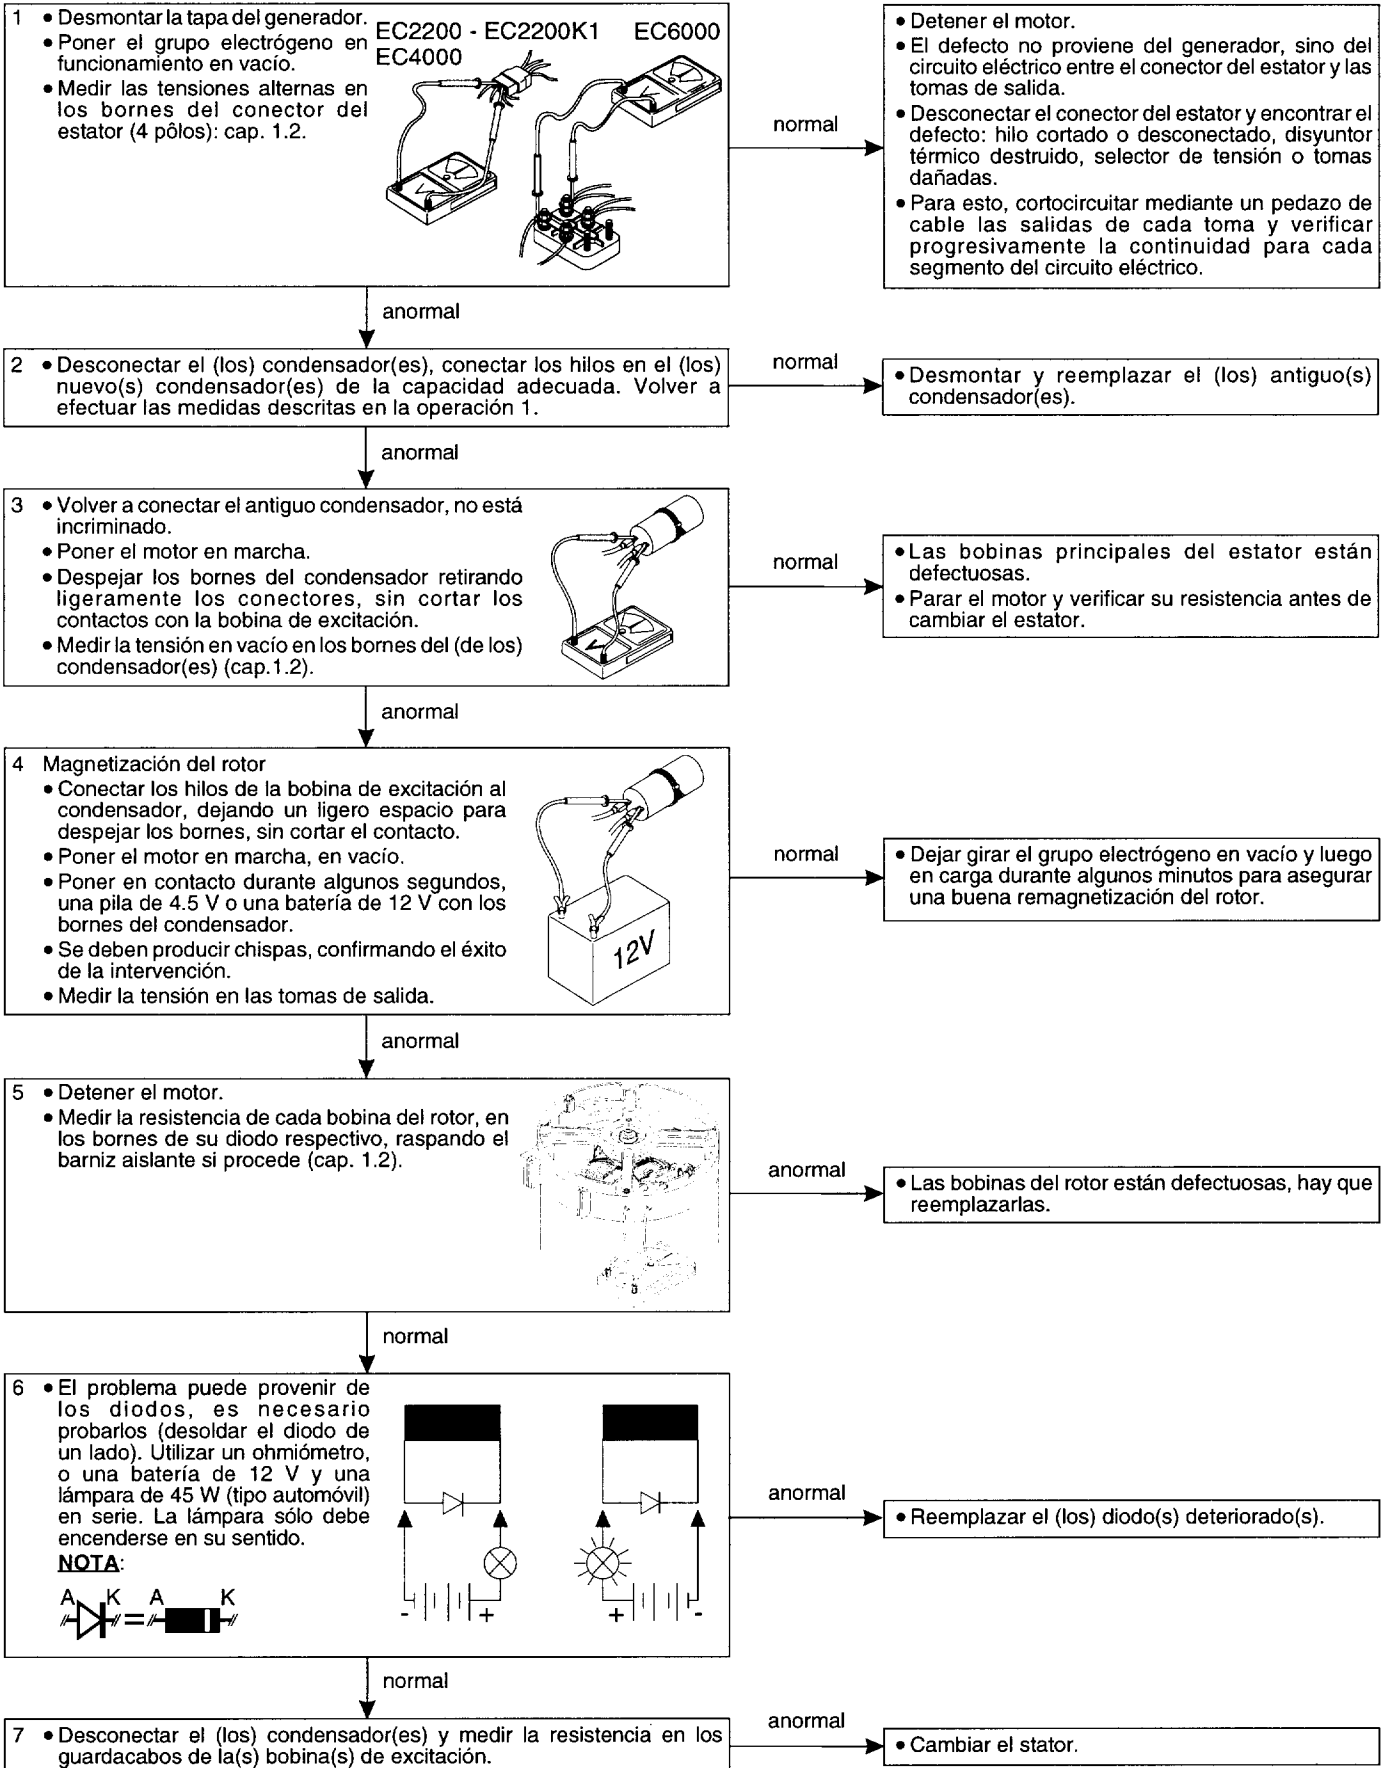 1 • Desmontar la tapa del generador.
• Poner el grupo electrógeno en
funcionamiento en vacío.
• Medir las tensiones alternas en
los bornes del conector del
estator (4 pôlos): cap. 1.2.
EC2200 - EC2200K1 EC6000
EC4000
normal
• Detener el motor.
• El defecto no proviene del generador, sino del
circuito eléctrico entre el conector del estator y las
tomas de salida.
• Desconectar el conector del estator y encontrar el
defecto: hilo cortado o desconectado, disyuntor
térmico destruido, selector de tensión o tomas
dañadas.
• Para esto, cortocircuitar mediante un pedazo de
cable las salidas de cada toma y verificar
progresivamente la continuidad para cada
segmento del circuito eléctrico.
anormal
2 • Desconectar el (los) condensador(es), conectar los hilos en el (los)
nuevo(s) condensador(es) de la capacidad adecuada. Volver a
efectuar las medidas descritas en la operación 1.
normal
• Desmontar y reemplazar el (los) antiguo(s)
condensador(es).
anormal
3 • Volver a conectar el antiguo condensador, no está
incriminado.
• Poner el motor en marcha.
• Despejar los bornes del condensador retirando
ligeramente los conectores, sin cortar los
contactos con la bobina de excitación.
• Medir la tensión en vacío en los bornes del (de los)
condensador(es) (cap.1.2).
V
normal
• Las bobinas principales del estator están
defectuosas.
• Parar el motor y verificar su resistencia antes de
cambiar el estator.
anormal
4 Magnetización del rotor
• Conectar los hilos de la bobina de excitación al
condensador, dejando un ligero espacio para
despejar los bornes, sin cortar el contacto.
• Poner el motor en marcha, en vacío.
• Poner en contacto durante algunos segundos,
una pila de 4.5 V o una batería de 12 V con los
bornes del condensador.
• Se deben producir chispas, confirmando el éxito
de la intervención.
• Medir la tensión en las tomas de salida.
12V
normal
• Dejar girar el grupo electrógeno en vacío y luego
en carga durante algunos minutos para asegurar
una buena remagnetización del rotor.
anormal
5 • Detener el motor.
• Medir la resistencia de cada bobina del rotor, en
los bornes de su diodo respectivo, raspando el
barniz aislante si procede (cap. 1.2).
anormal
• Las bobinas del rotor están defectuosas, hay que
reemplazarlas.
normal
6 • El problema puede provenir de
los diodos, es necesario
probarlos (desoldar el diodo de
un lado). Utilizar un ohmiómetro,
o una batería de 12 V y una
lámpara de 45 W (tipo automóvil)
en serie. La lámpara sólo debe
encenderse en su sentido.
NOTA:
A K = A K
- +
+ -
anormal
• Reemplazar el (los) diodo(s) deteriorado(s).
normal
7 • Desconectar el (los) condensador(es) y medir la resistencia en los
guardacabos de la(s) bobina(s) de excitación.
anormal
• Cambiar el stator.